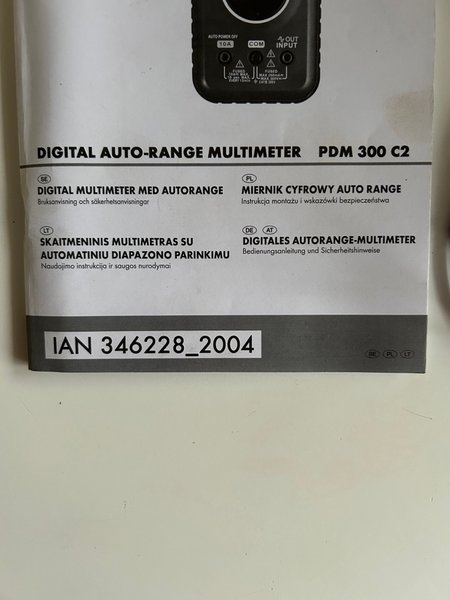 AUTO POWER OFF
10A
COM
OUT
INPUT
FUSED
FUSED
DIGITAL AUTO-RANGE MULTIMETER PDM 300 C2
SE
DIGITAL MULTIMETER MED AUTORANGE
Bruksanvisning och säkerhetsanvisningar
PL
MIERNIK CYFROWY AUTO RANGE
Instrukcja montażu i wskazówki bezpieczeństwa
LT
SKAITMENINIS MULTIMETRAS SU
AUTOMATINIU DIAPAZONO PARINKIMU
Naudojimo instrukcija ir saugos nurodymai
DE AT
DIGITALES AUTORANGE-MULTIMETER
Bedienungsanleitung und Sicherheitshinweise
IAN 346228_2004
SE PL LT